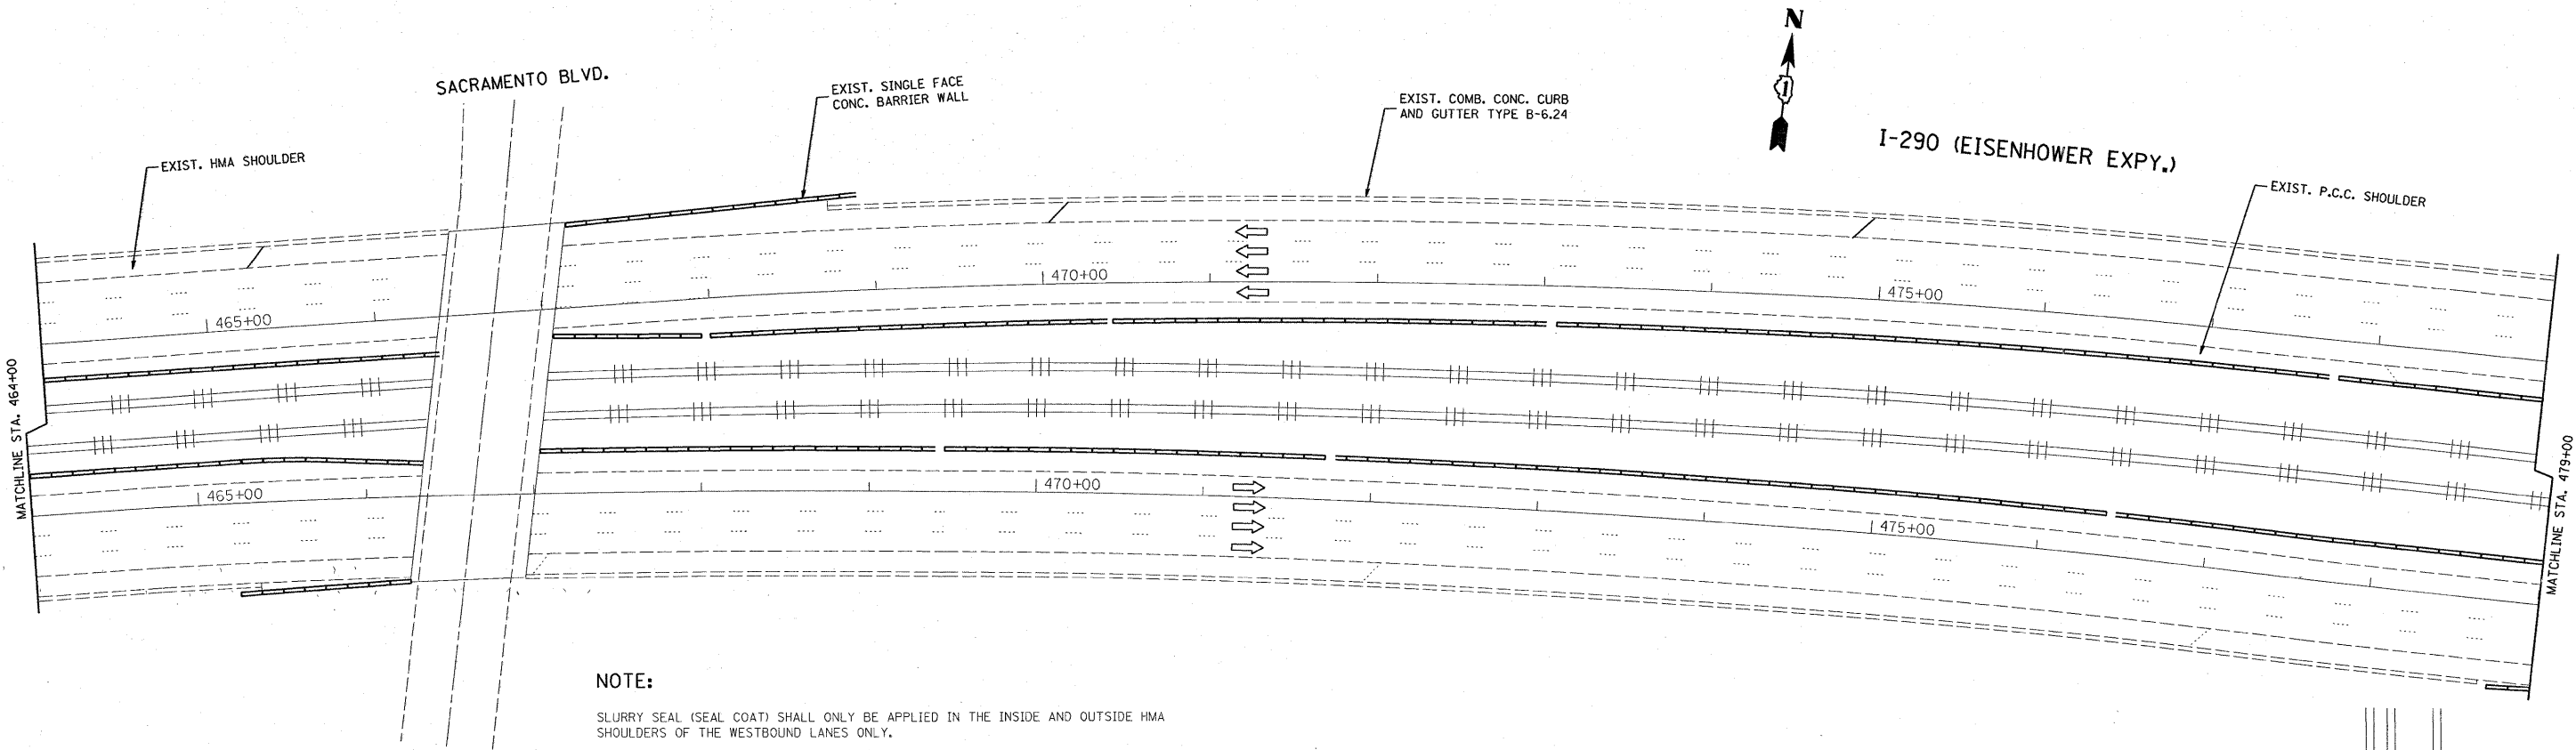 N
1
SACRAMENTO BLVD.
EXIST. SINGLE FACE
CONC. BARRIER WALL
EXIST. COMB. CONC. CURB
AND GUTTER TYPE B-6.24
I-290 (EISENHOWER EXPY.)
EXIST. HMA SHOULDER
EXIST. P.C.C. SHOULDER
465+00
470+00
475+00
MATCHLINE STA. 464+00
465+00
470+00
475+00
MATCHLINE STA. 479+00
NOTE:
SLURRY SEAL (SEAL COAT) SHALL ONLY BE APPLIED IN THE INSIDE AND OUTSIDE HMA
SHOULDERS OF THE WESTBOUND LANES ONLY.